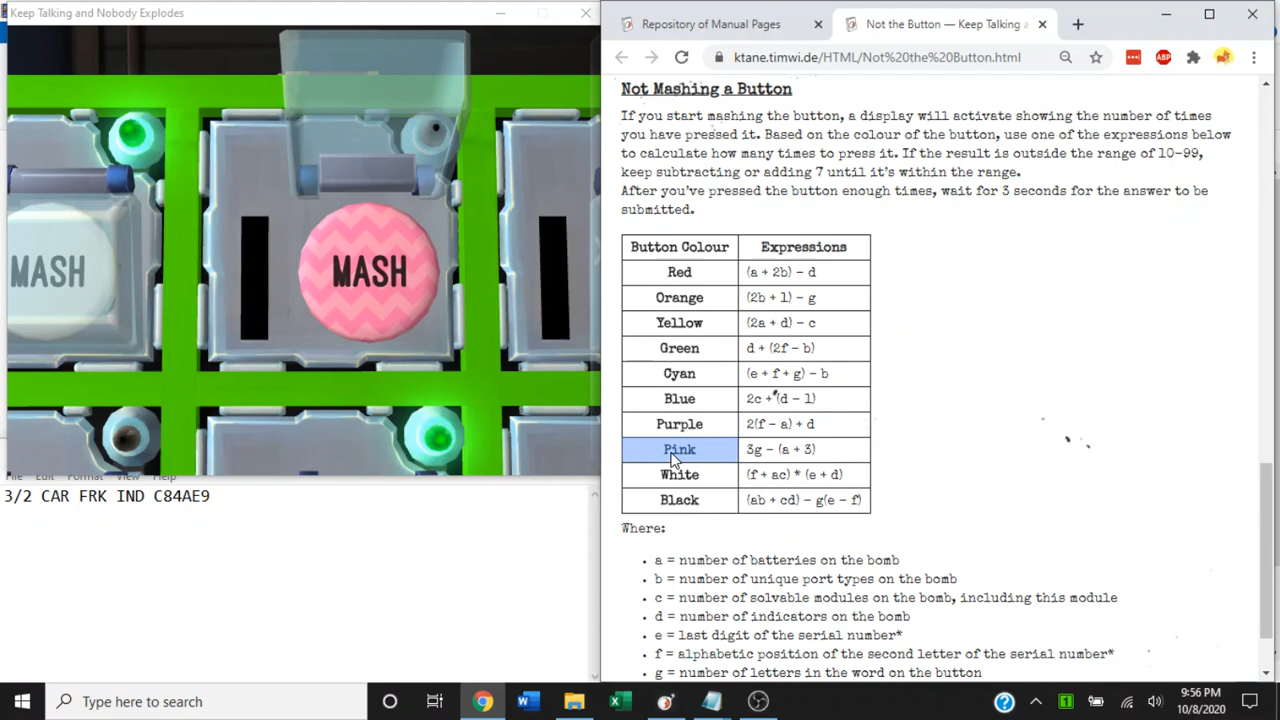 Keep Talking and Nobody Explodes
Repository of Manual Pages
Not the Button — Keep Talking a
ktane.timwi.de/HTML/Not%20the%20Button.html
ABP
MASH
MASH
Not Mashing a Button
If you start mashing the button, a display will activate showing the number of times
you have pressed it. Based on the colour of the button, use one of the expressions below
to calculate how many times to press it. If the result is outside the range of 10–99,
keep subtracting or adding 7 until it's within the range.
After you've pressed the button enough times, wait for 3 seconds for the answer to be
submitted.
Button Colour Expressions
Red (a + 2b) − d
Orange (2b + 1) − g
Yellow (2a + d) − c
Green d + (2f − b)
Cyan (e + f + g) − b
Blue 2c + (d − 1)
Purple 2(f − a) + d
Pink 3g − (a + 3)
White (f + ac) * (e + d)
Black (ab + cd) − g(e − f)
Where:
• a = number of batteries on the bomb
• b = number of unique port types on the bomb
• c = number of solvable modules on the bomb, including this module
• d = number of indicators on the bomb
• e = last digit of the serial number*
• f = alphabetic position of the second letter of the serial number*
• g = number of letters in the word on the button
File Edit Format View Help
3/2 CAR FRK IND C84AE9
Type here to search
9:56 PM
10/8/2020